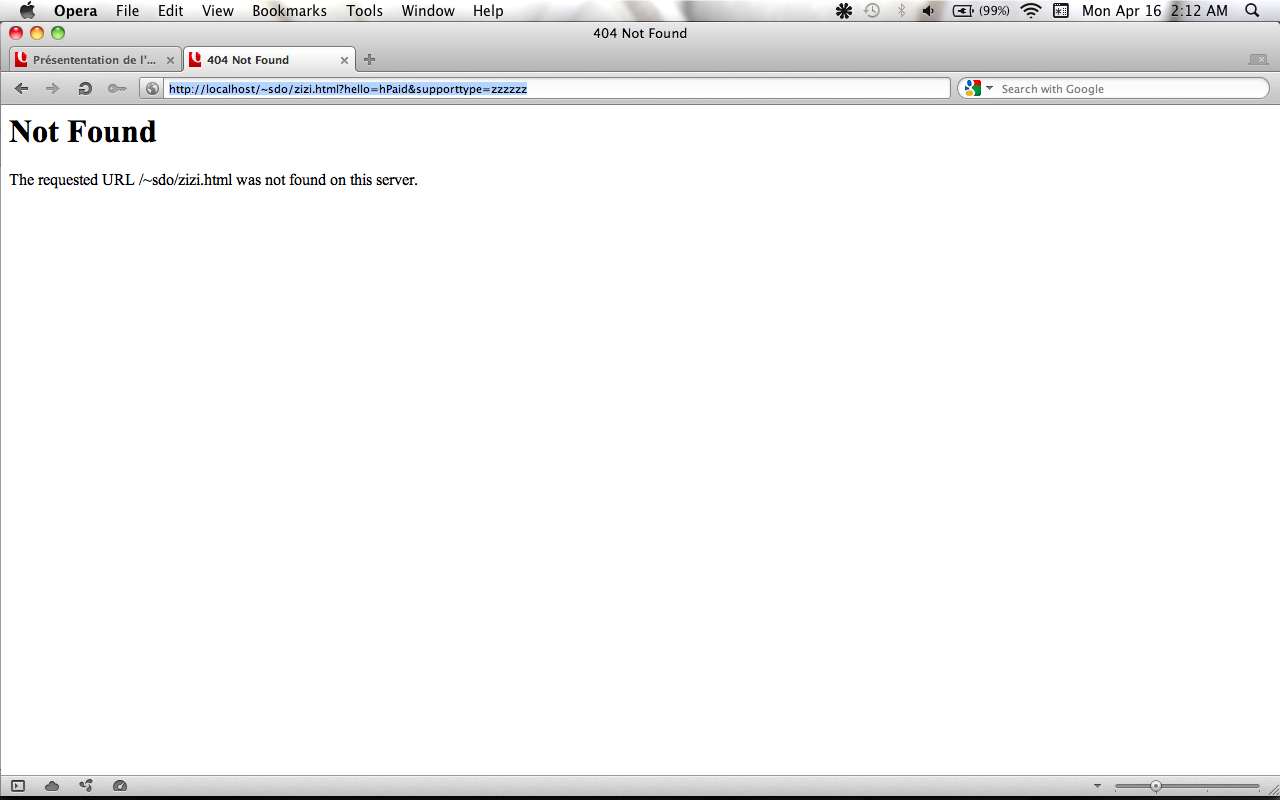 Opera File Edit View Bookmarks Tools Window Help (99%) Mon Apr 16 2:12 AM
404 Not Found
Présententation de l'... 404 Not Found
http://localhost/~sdo/zizi.html?hello=hPaid&supporttype=zzzzzz Search with Google
Not Found
The requested URL /~sdo/zizi.html was not found on this server.